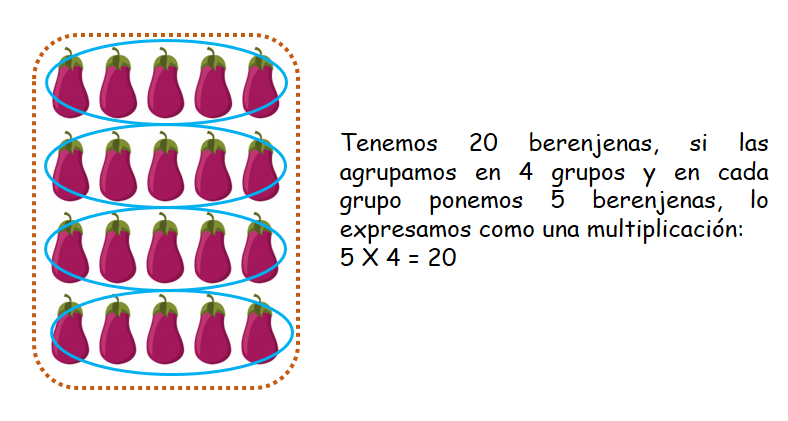 Tenemos 20 berenjenas, si las
agrupamos en 4 grupos y en cada
grupo ponemos 5 berenjenas, lo
expresamos como una multiplicación:
5 X 4 = 20